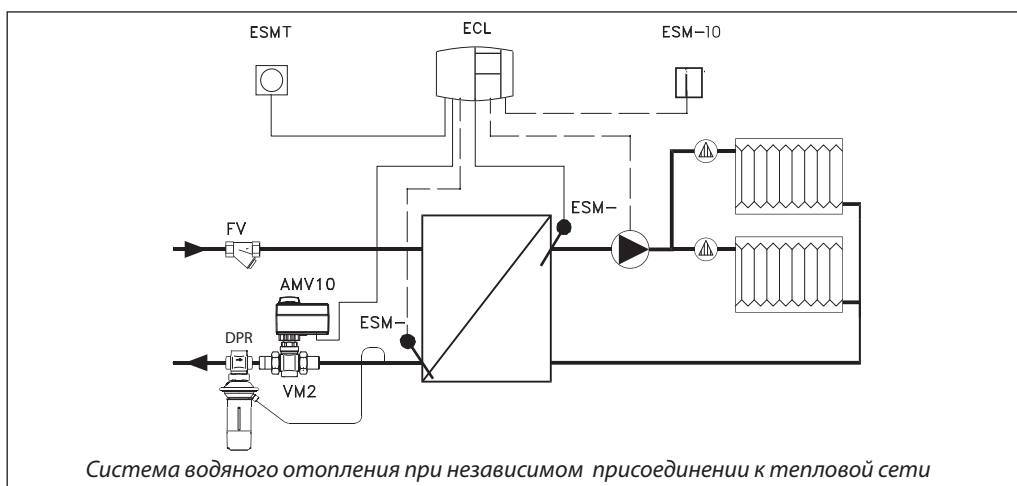 ESMT
ECL
ESM-10
ESM-
FV
AMV10
ESM-
DPR
VM2
Система водяного отопления при независимом присоединении к тепловой сети